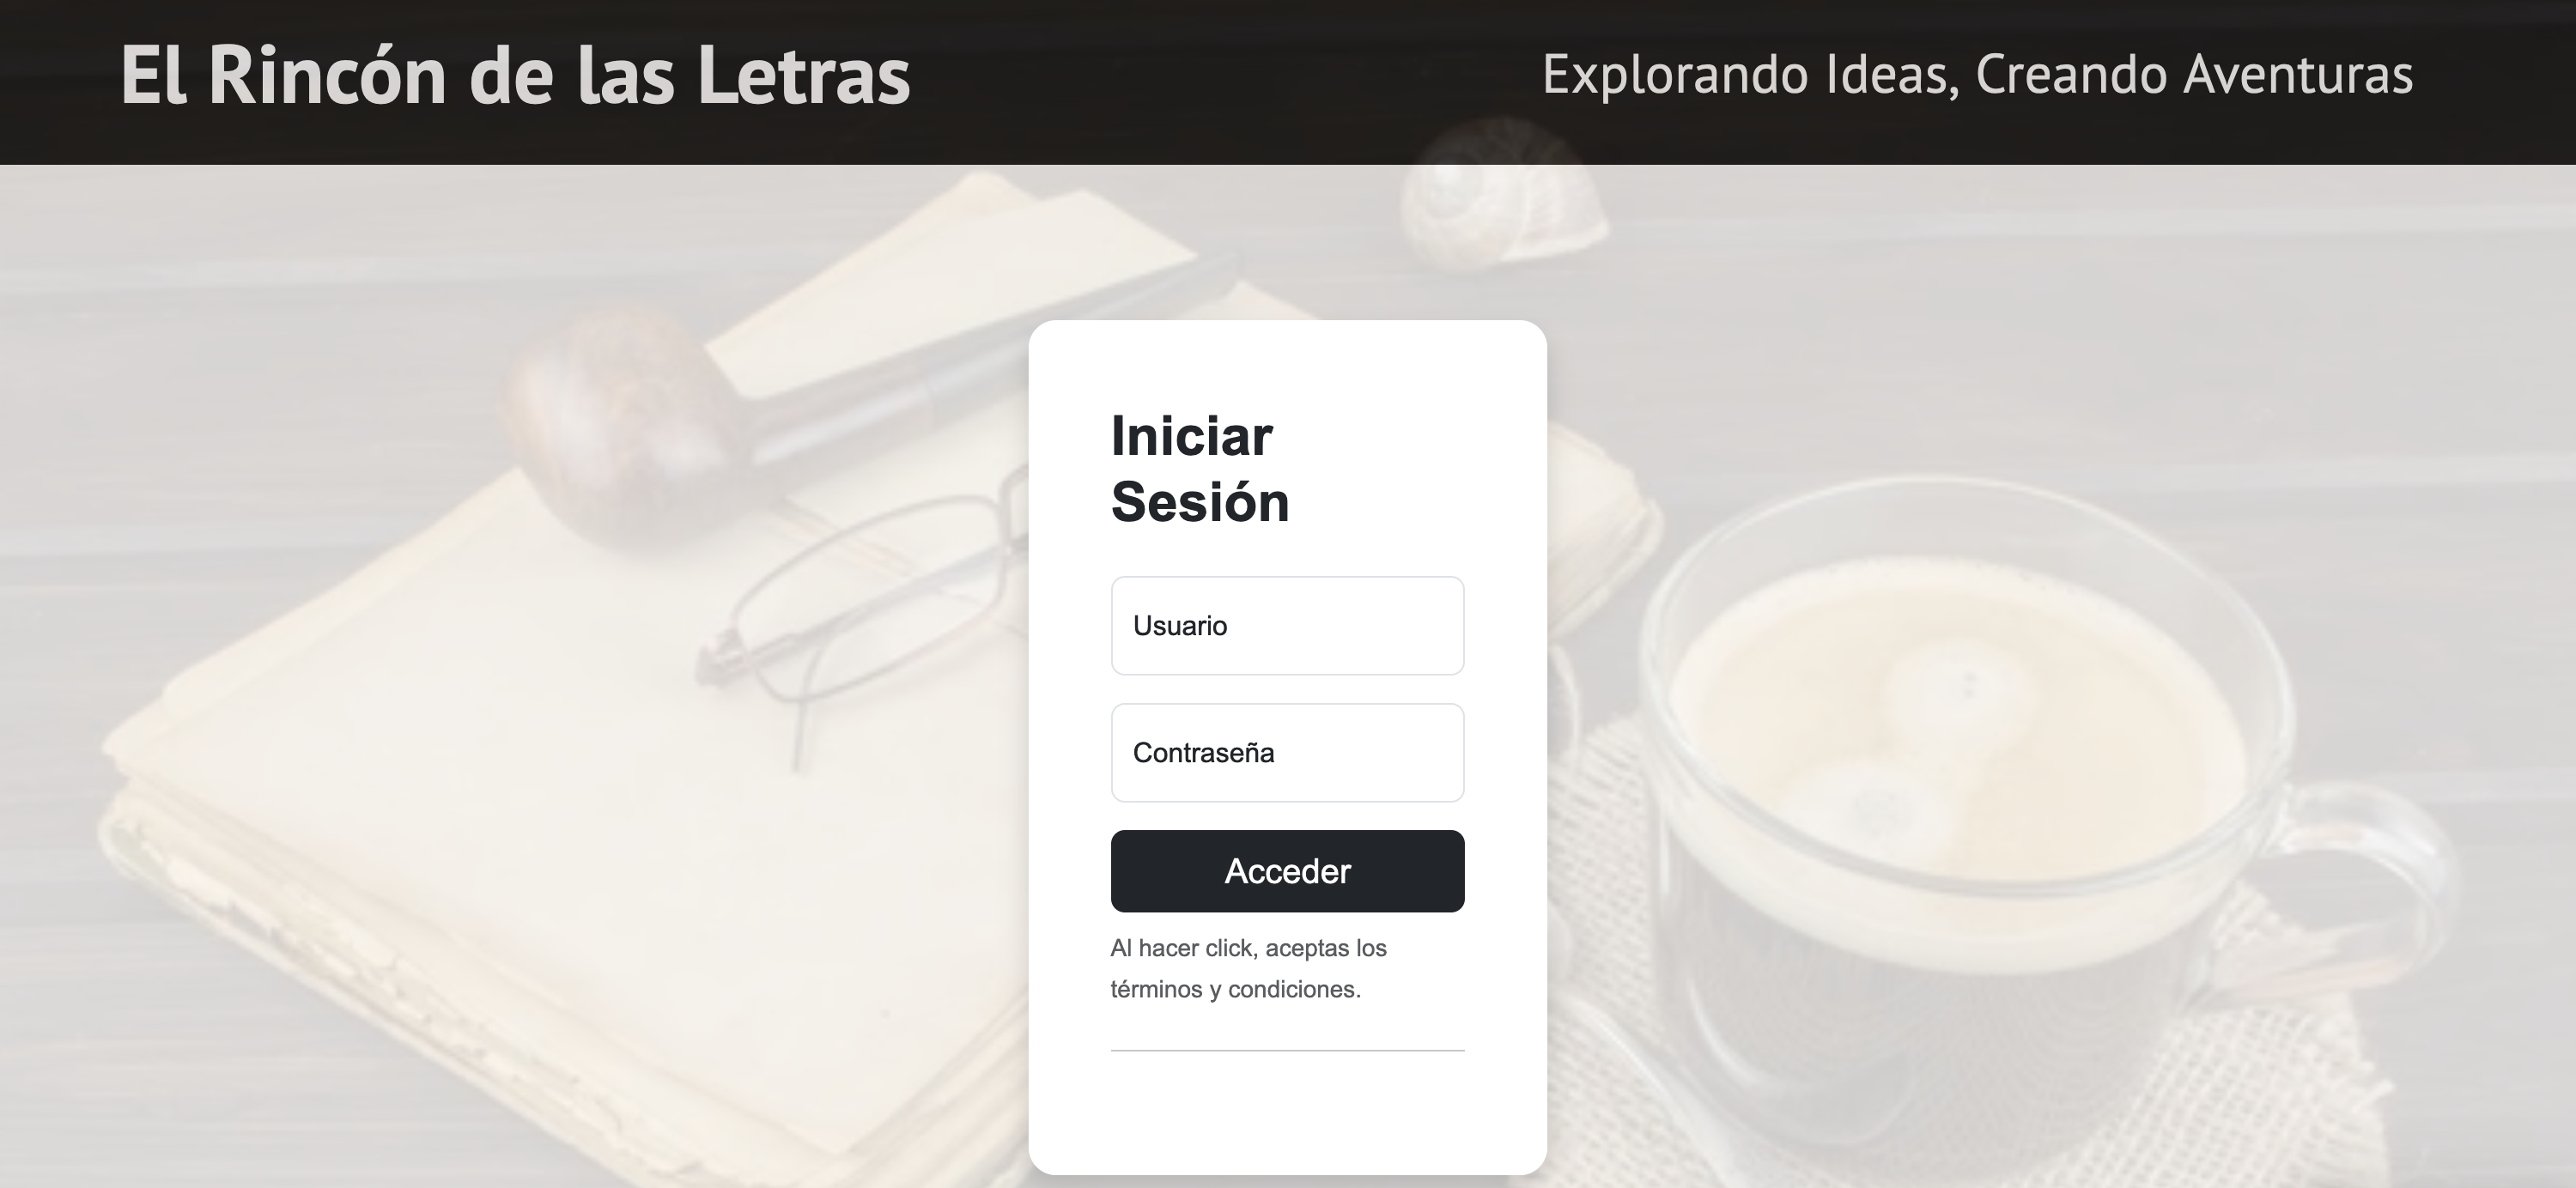 El Rincón de las Letras
Explorando Ideas, Creando Aventuras
Iniciar
Sesión
Usuario
Contraseña
Acceder
Al hacer click, aceptas los
términos y condiciones.